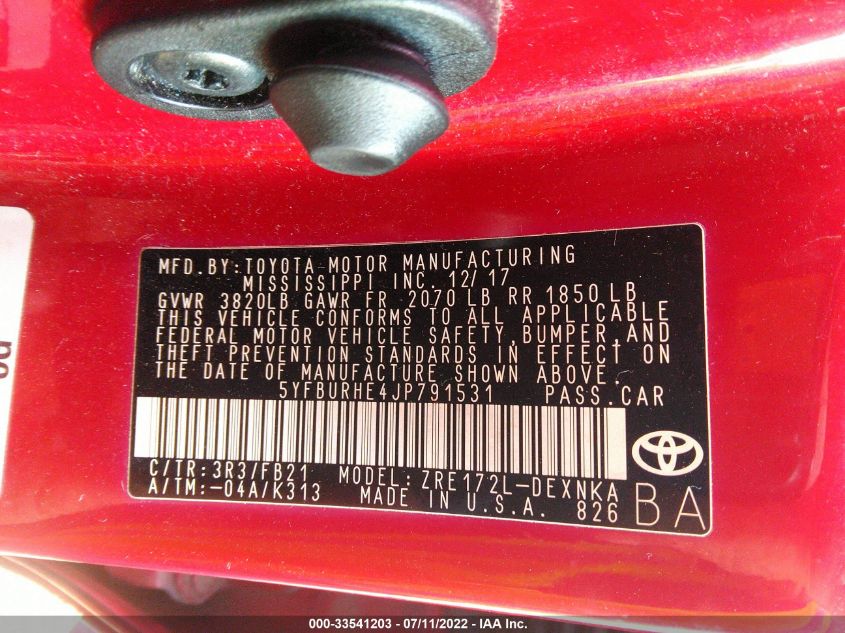 MFD.BY:TOYOTA MOTOR MANUFACTURING
MISSISSIPPI INC. 12/17
GVWR 3820LB GAWR FR 2070 LB RR 1850 LB
THIS VEHICLE CONFORMS TO ALL APPLICABLE
FEDERAL MOTOR VEHICLE SAFETY,BUMPER,AND
THEFT PREVENTION STANDARDS IN EFFECT ON
THE DATE OF MANUFACTURE SHOWN ABOVE.
5YFBURHE4JP791531 PASS.CAR
C/TR:3R3/FB21 MODEL:ZRE172L-DEXNKA
A/TM:-04A/K313 MADE IN U.S.A. 826 BA
000-33541203 - 07/11/2022 - IAA Inc.